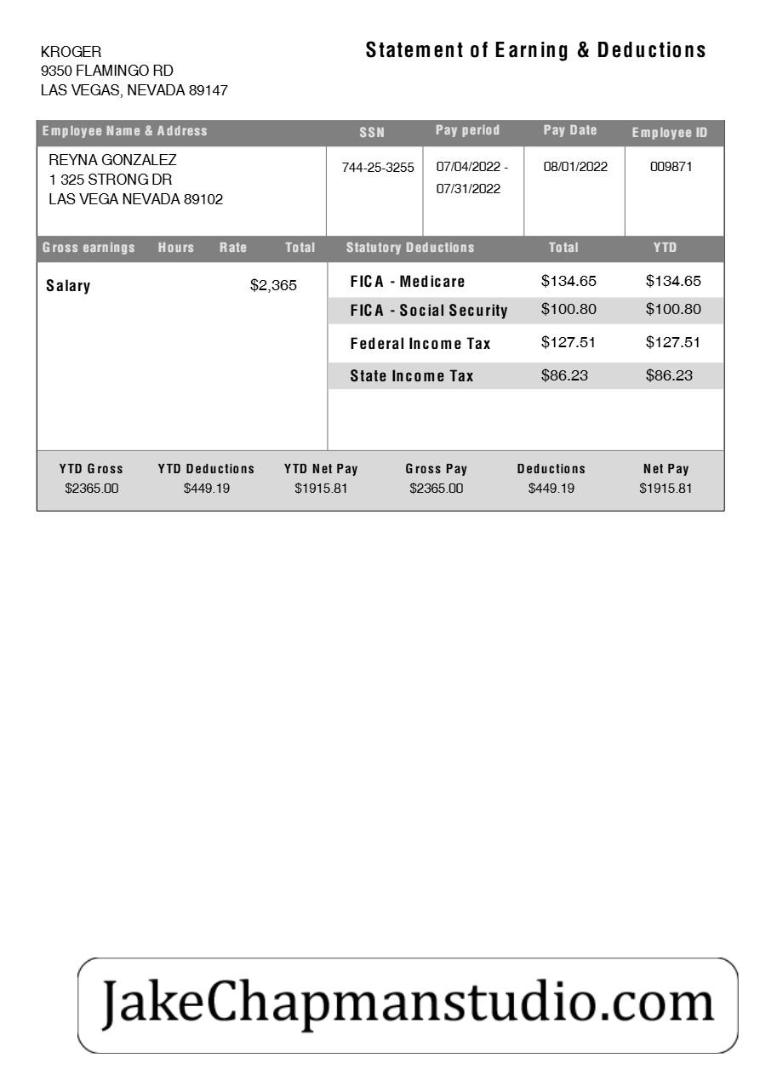 KROGER
9350 FLAMINGO RD
LAS VEGAS, NEVADA 89147
Statement of Earning & Deductions
Employee Name & Address SSN Pay period Pay Date Employee ID
REYNA GONZALEZ
1 325 STRONG DR
LAS VEGA NEVADA 89102
744-25-3255
07/04/2022 -
07/31/2022
08/01/2022
009871
Gross earnings Hours Rate Total Statutory Deductions Total YTD
Salary $2,365
FICA - Medicare $134.65 $134.65
FICA - Social Security $100.80 $100.80
Federal Income Tax $127.51 $127.51
State Income Tax $86.23 $86.23
YTD Gross YTD Deductions YTD Net Pay Gross Pay Deductions Net Pay
$2365.00 $449.19 $1915.81 $2365.00 $449.19 $1915.81
JakeChapmanstudio.com